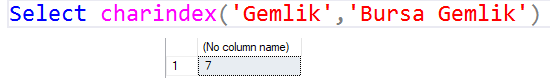 Select charindex('Gemlik','Bursa Gemlik')
(No column name)
1 7